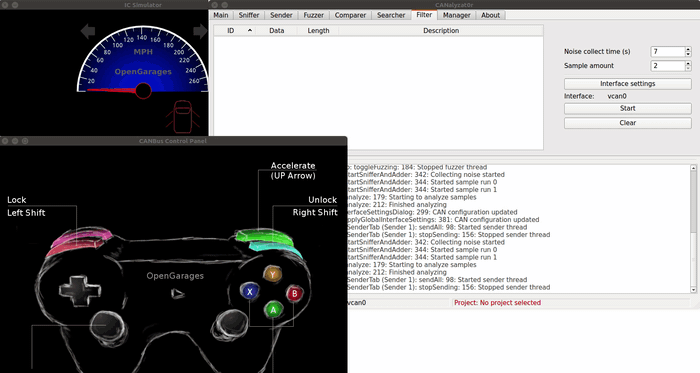 IC Simulator
MPH
OpenGarages
20
40
60
80
100
120
140
160
180
200
220
240
260
CANalyzat0r
Main Sniffer Sender Fuzzer Comparer Searcher Filter Manager About
ID Data Length Description
Noise collect time (s) 7
Sample amount 2
Interface settings
Interface: vcan0
Start
Clear
CANBus Control Panel
Accelerate
(UP Arrow)
Lock
Left Shift
Unlock
Right Shift
OpenGarages
Y
X
B
A
toggleFuzzing: 184: Stopped fuzzer thread
tartSnifferAndAdder: 342: Collecting noise started
tartSnifferAndAdder: 344: Started sample run 0
tartSnifferAndAdder: 344: Started sample run 1
nalyze: 179: Starting to analyze samples
nalyze: 212: Finished analyzing
terfaceSettingsDialog: 299: CAN configuration updated
pplyGlobalInterfaceSettings: 381: CAN configuration updated
SenderTab (Sender 1): sendAll: 98: Started sender thread
SenderTab (Sender 1): stopSending: 156: Stopped sender thread
tartSnifferAndAdder: 342: Collecting noise started
tartSnifferAndAdder: 344: Started sample run 0
tartSnifferAndAdder: 344: Started sample run 1
nalyze: 179: Starting to analyze samples
nalyze: 212: Finished analyzing
SenderTab (Sender 1): sendAll: 98: Started sender thread
SenderTab (Sender 1): stopSending: 156: Stopped sender thread
vcan0 Project: No project selected